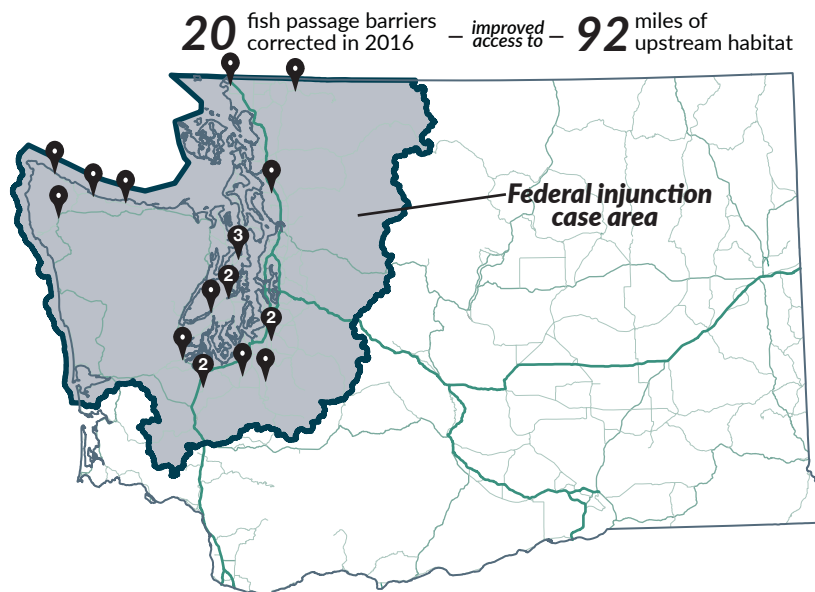 20 fish passage barriers corrected in 2016 – improved access to – 92 miles of upstream habitat
Federal injunction
case area
3
2
2
2